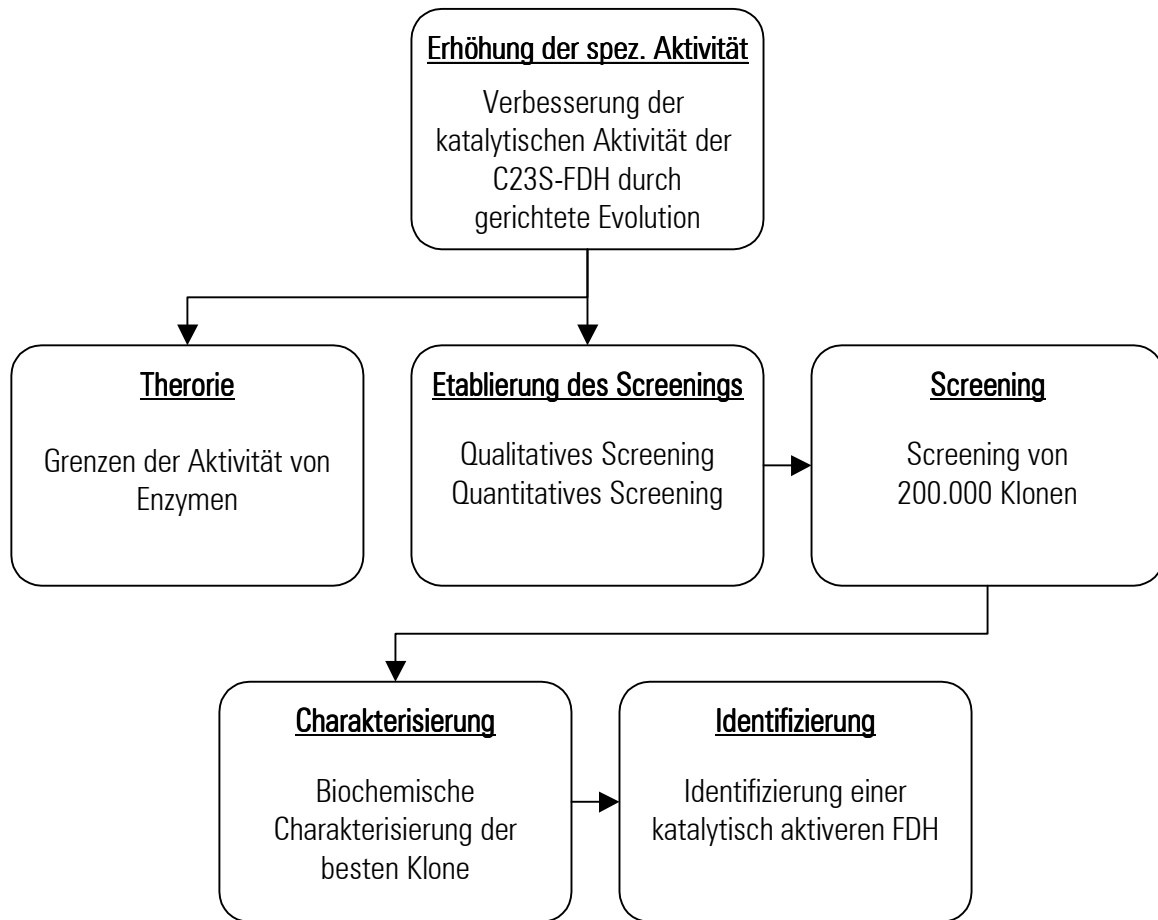 Erhöhung der spez. Aktivität
Verbesserung der
katalytischen Aktivität der
C23S-FDH durch
gerichtete Evolution
Therorie
Grenzen der Aktivität von
Enzymen
Etablierung des Screenings
Qualitatives Screening
Quantitatives Screening
Screening
Screening von
200.000 Klonen
Charakterisierung
Biochemische
Charakterisierung der
besten Klone
Identifizierung
Identifizierung einer
katalytisch aktiveren FDH